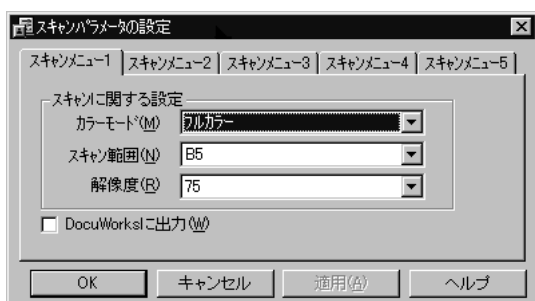 スキャンパラメータの設定
スキャンメニュー1 スキャンメニュー2 スキャンメニュー3 スキャンメニュー4 スキャンメニュー5
スキャンに関する設定
カラーモード(M) フルカラー
スキャン範囲(N) B5
解像度(R) 75
DocuWorksに出力(W)
OK キャンセル 適用(A) ヘルプ